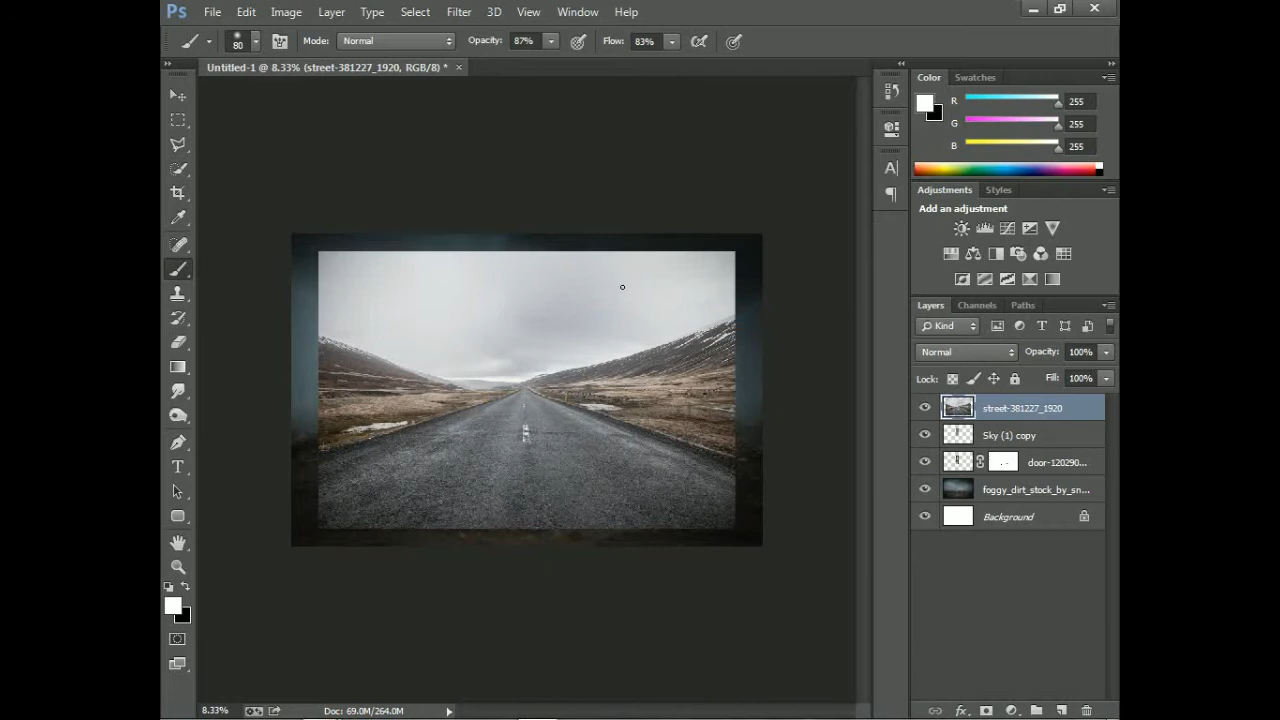 Ps File Edit Image Layer Type Select Filter 3D View Window Help
80 Mode: Normal Opacity: 87% Flow: 83%
Untitled-1 @ 8.33% (street-381227_1920, RGB/8) * ×
Color Swatches
R 255
G 255
B 255
Adjustments Styles
Add an adjustment
Layers Channels Paths
Kind
Normal Opacity: 100%
Lock: Fill: 100%
street-381227_1920
Sky (1) copy
door-120290...
foggy_dirt_stock_by_sn...
Background
8.33% Doc: 69.0M/264.0M